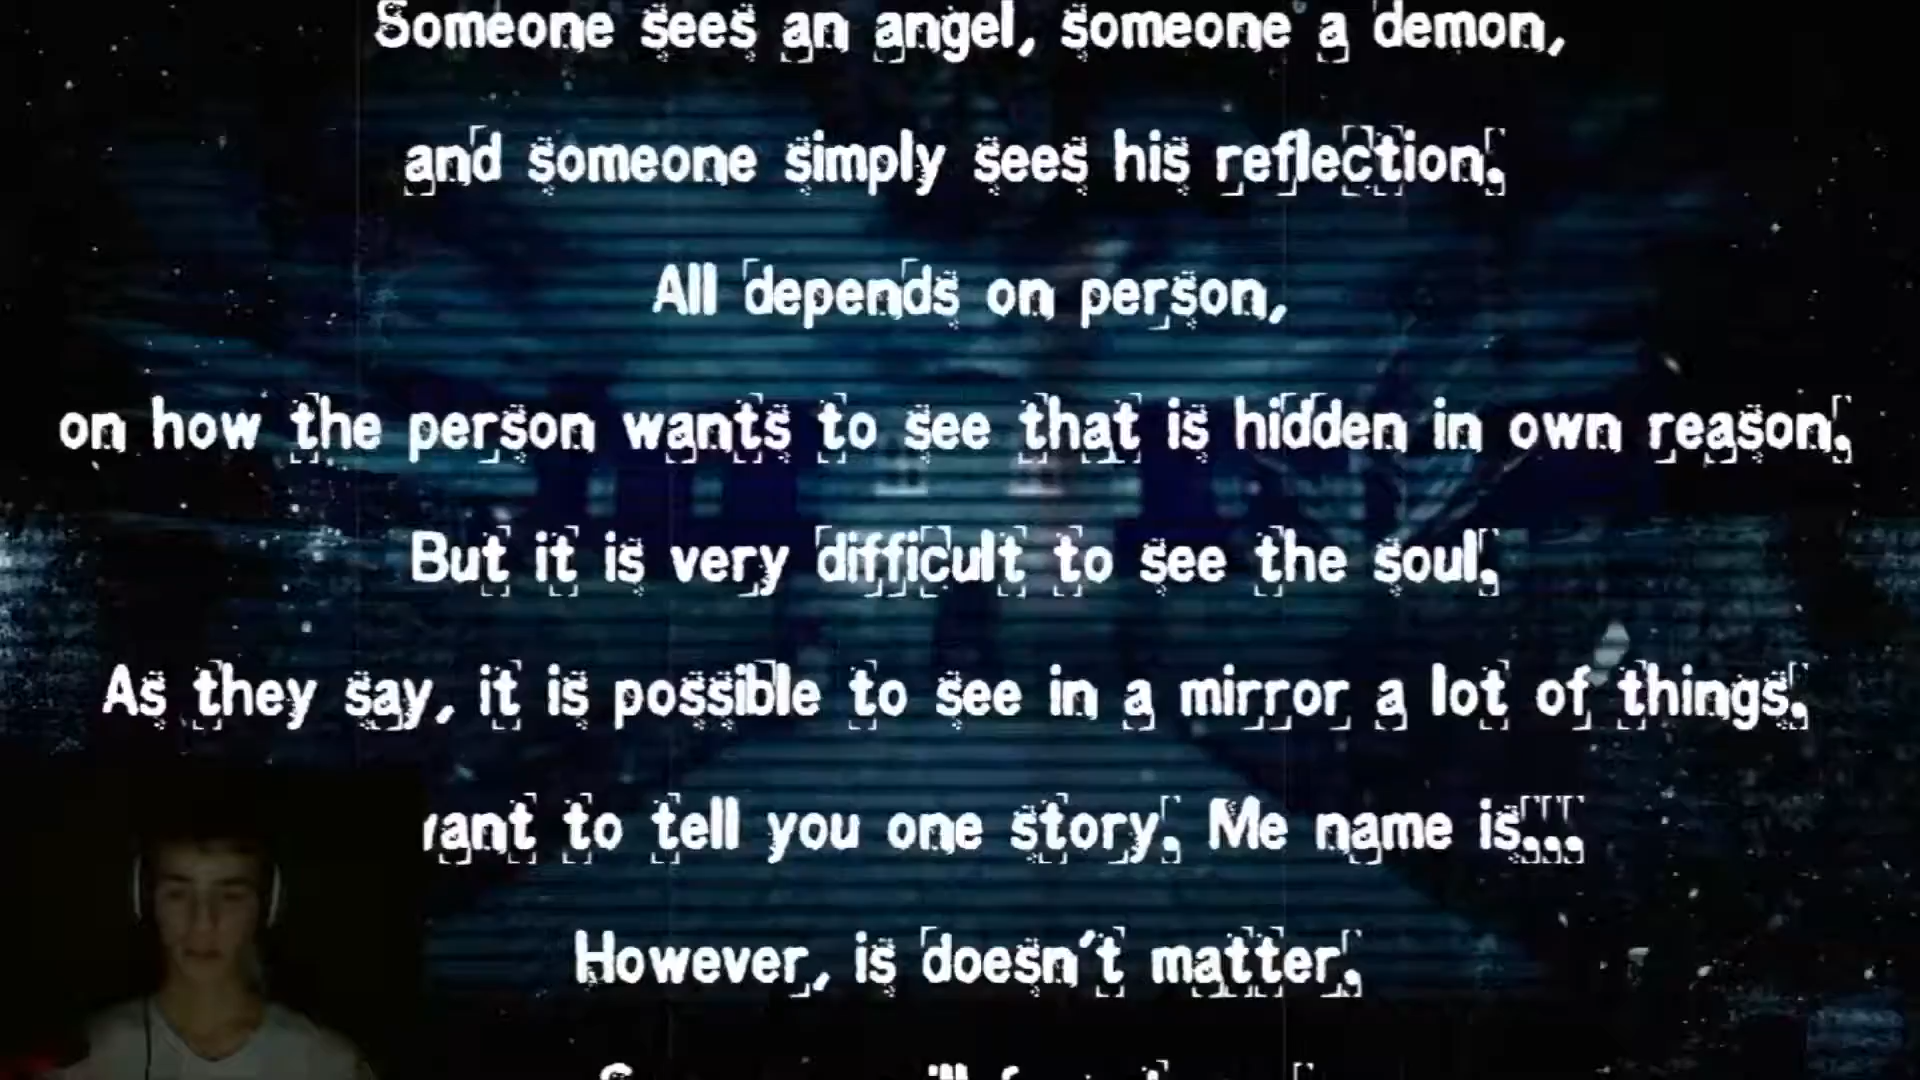 Someone sees an angel, someone a demon,
and someone simply sees his reflection.
All depends on person,
on how the person wants to see that is hidden in own reason.
But it is very difficult to see the soul.
As they say, it is possible to see in a mirror a lot of things.
to tell you one story. Me name is...
However, is doesn't matter.